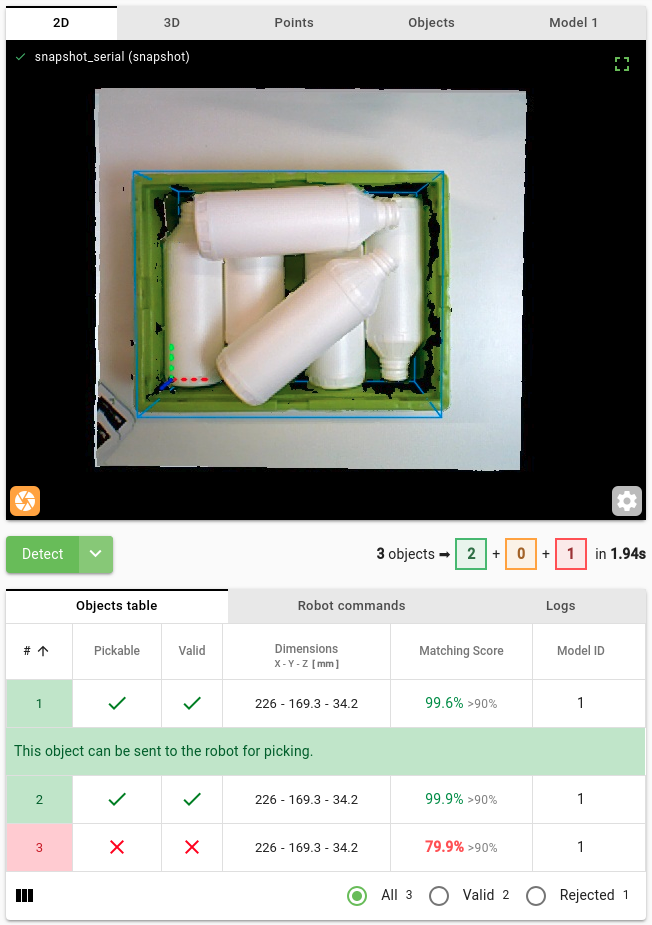 2D 3D Points Objects Model 1
snapshot_serial (snapshot)
Detect
3 objects ➡ 2 + 0 + 1 in 1.94s
Objects table Robot commands Logs
# Pickable Valid Dimensions X - Y - Z [ mm ] Matching Score Model ID
1 226 - 169.3 - 34.2 99.6% >90% 1
This object can be sent to the robot for picking.
2 226 - 169.3 - 34.2 99.9% >90% 1
3 226 - 169.3 - 34.2 79.9% >90% 1
All 3 Valid 2 Rejected 1